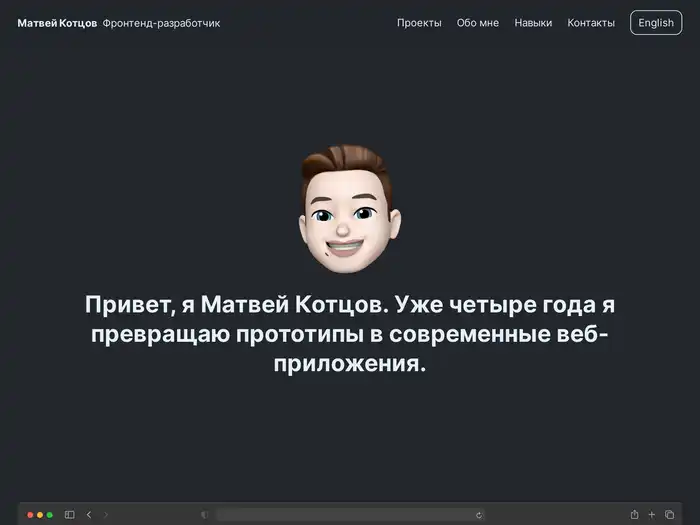 Матвей Котцов Фронтенд-разработчик Проекты Обо мне Навыки Контакты English
Привет, я Матвей Котцов. Уже четыре года я
превращаю прототипы в современные веб-
приложения.